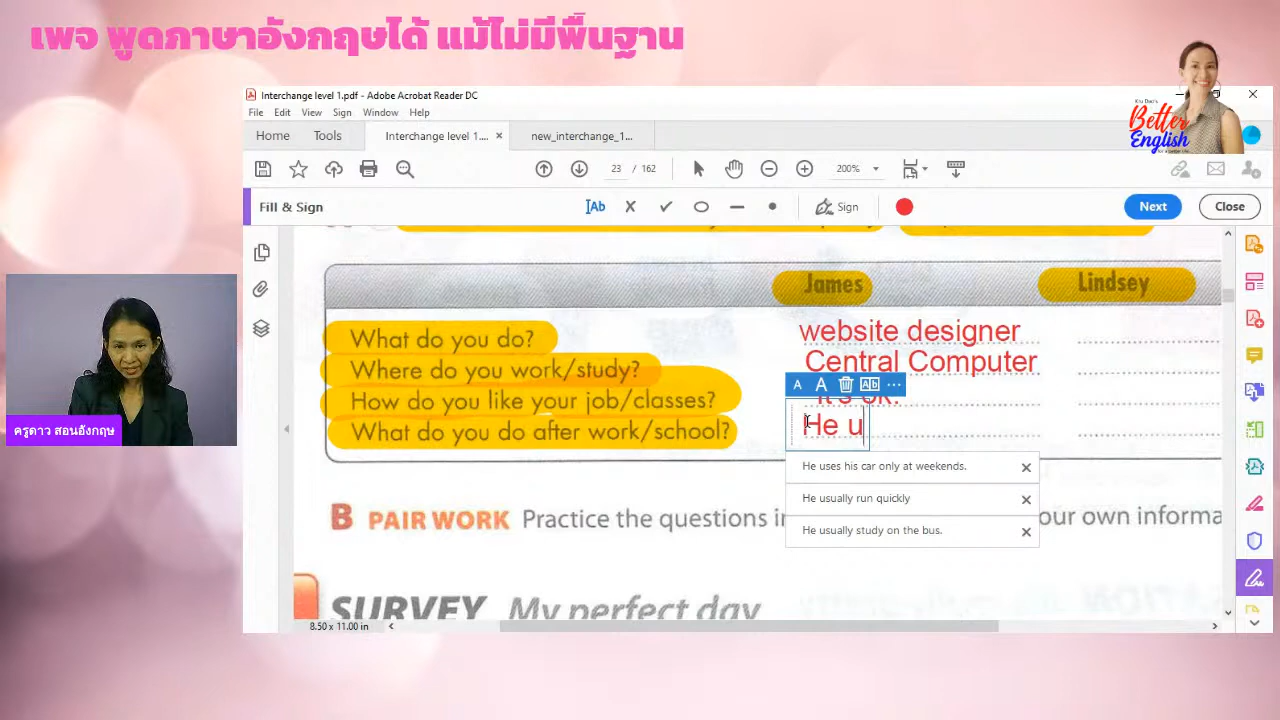 เพจ พูดภาษาอังกฤษได้ แม้ไม่มีพื้นฐาน
Interchange level 1.pdf - Adobe Acrobat Reader DC
File Edit View Sign Window Help
Better
English
Home Tools Interchange level 1.... × new_interchange_1...
23 / 162 200%
Fill & Sign Ab Sign Next Close
James Lindsey
What do you do? website designer
Where do you work/study? Central Computer
How do you like your job/classes? It's ok.
What do you do after work/school? He u
He uses his car only at weekends.
He usually run quickly
He usually study on the bus.
B PAIR WORK Practice the questions in our own informa
SURVEY My perfect day
8.50 x 11.00 in
ครูดาว สอนอังกฤษ